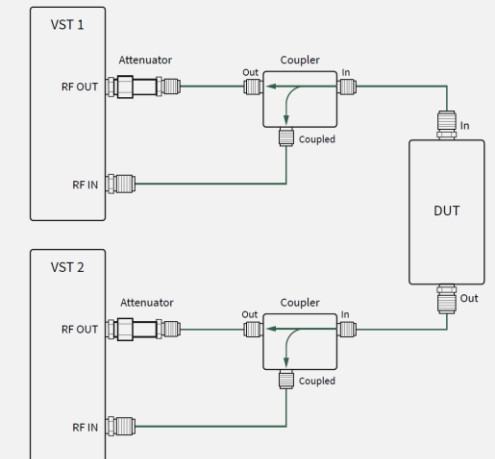 VST 1
Attenuator
Coupler
Out
In
RF OUT
Coupled
In
RF IN
DUT
VST 2
Out
Attenuator
Coupler
Out
In
RF OUT
Coupled
RF IN